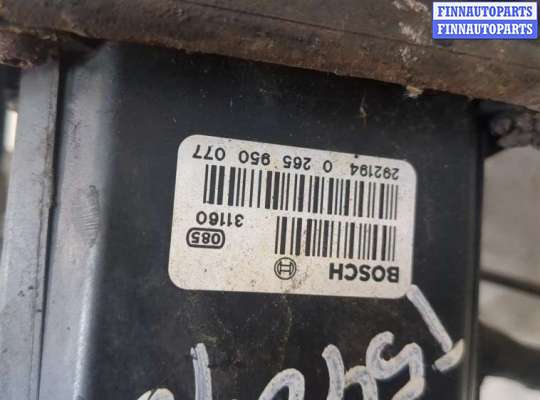 FINNAUTOPARTS
FINNAUTOPARTS
BOSCH
085
31160
292194 0 265 950 077